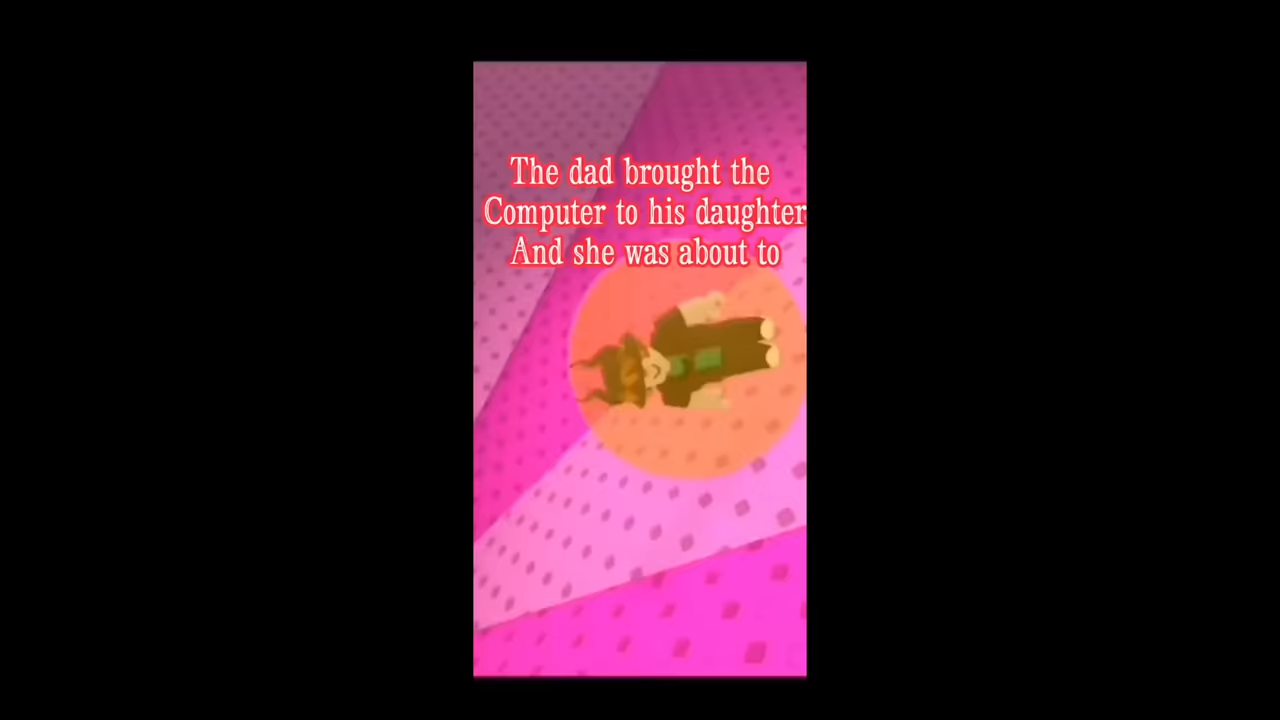 The dad brought the
Computer to his daughter
And she was about to